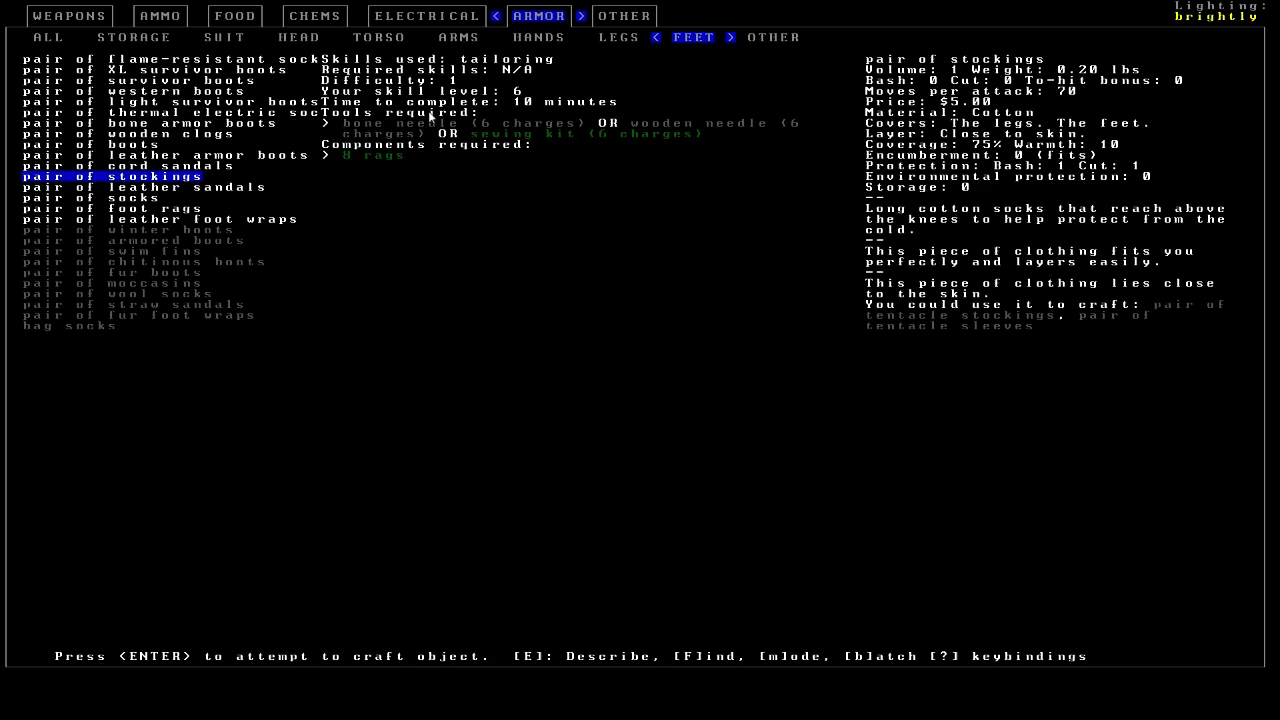 WEAPONS AMMO FOOD CHEMS ELECTRICAL < ARMOR > OTHER
Lighting:
brightly
ALL STORAGE SUIT HEAD TORSO ARMS HANDS LEGS < FEET > OTHER
pair of flame-resistant sock
pair of XL survivor boots
pair of survivor boots
pair of western boots
pair of light survivor boots
pair of thermal electric soc
pair of bone armor boots
pair of wooden clogs
pair of boots
pair of leather armor boots
pair of cord sandals
pair of stockings
pair of leather sandals
pair of socks
pair of foot rags
pair of leather foot wraps
pair of winter boots
pair of armored boots
pair of swim fins
pair of chitinous boots
pair of fur boots
pair of moccasins
pair of wool socks
pair of straw sandals
pair of fur foot wraps
hag socks
Skills used: tailoring
Required skills: N/A
Difficulty: 1
Your skill level: 6
Time to complete: 10 minutes
Tools required:
> bone needle (6 charges) OR wooden needle (6
charges) OR sewing kit (6 charges)
Components required:
> 8 rags
pair of stockings
Volume: 1 Weight: 0.20 lbs
Bash: 0 Cut: 0 To-hit bonus: 0
Moves per attack: 70
Price: $5.00
Material: Cotton
Covers: The legs. The feet.
Layer: Close to skin.
Coverage: 75% Warmth: 10
Encumberment: 0 (fits)
Protection: Bash: 1 Cut: 1
Environmental protection: 0
Storage: 0
--
Long cotton socks that reach above
the knees to help protect from the
cold.
--
This piece of clothing fits you
perfectly and layers easily.
--
This piece of clothing lies close
to the skin.
You could use it to craft: pair of
tentacle stockings, pair of
tentacle sleeves
Press <ENTER> to attempt to craft object. [E]: Describe, [F]ind, [m]ode, [b]atch [?] keybindings